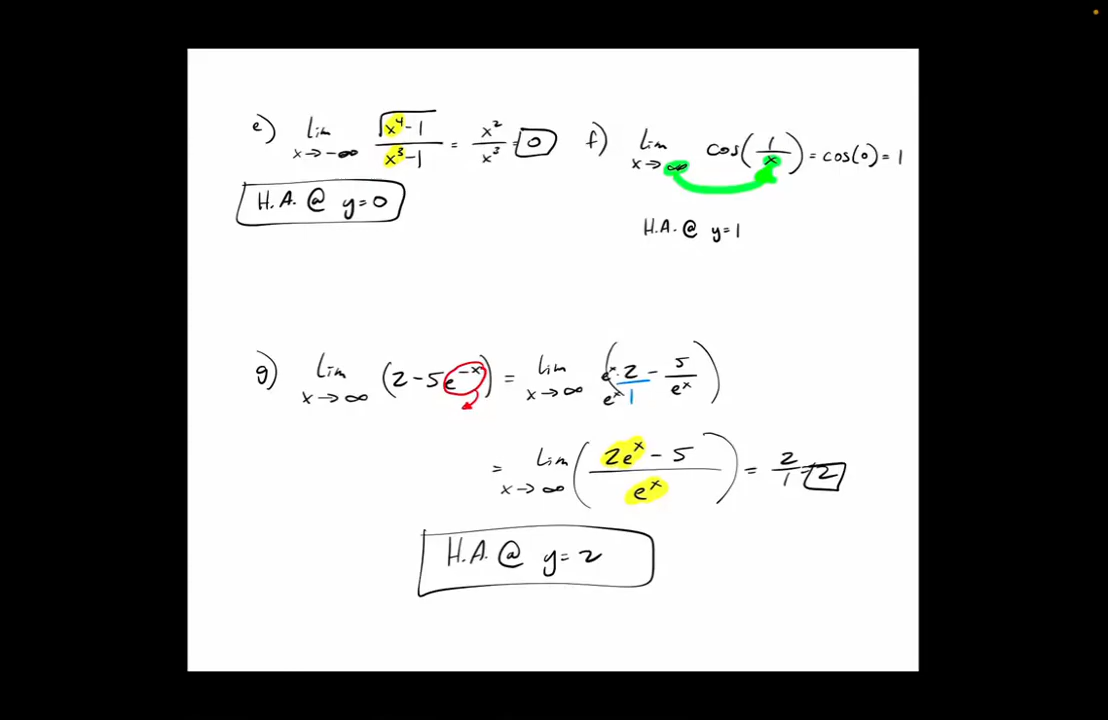 e) lim x→-∞ √(x⁴-1) / (x³-1) = x²/x³ = 0
H.A. @ y=0
f) lim x→∞ cos(1/x) = cos(0) = 1
H.A. @ y=1
g) lim x→∞ (2-5e⁻ˣ) = lim x→∞ (eˣ·2/eˣ·1 - 5/eˣ)
= lim x→∞ ((2eˣ-5)/eˣ) = 2/1 = 2
H.A. @ y=2